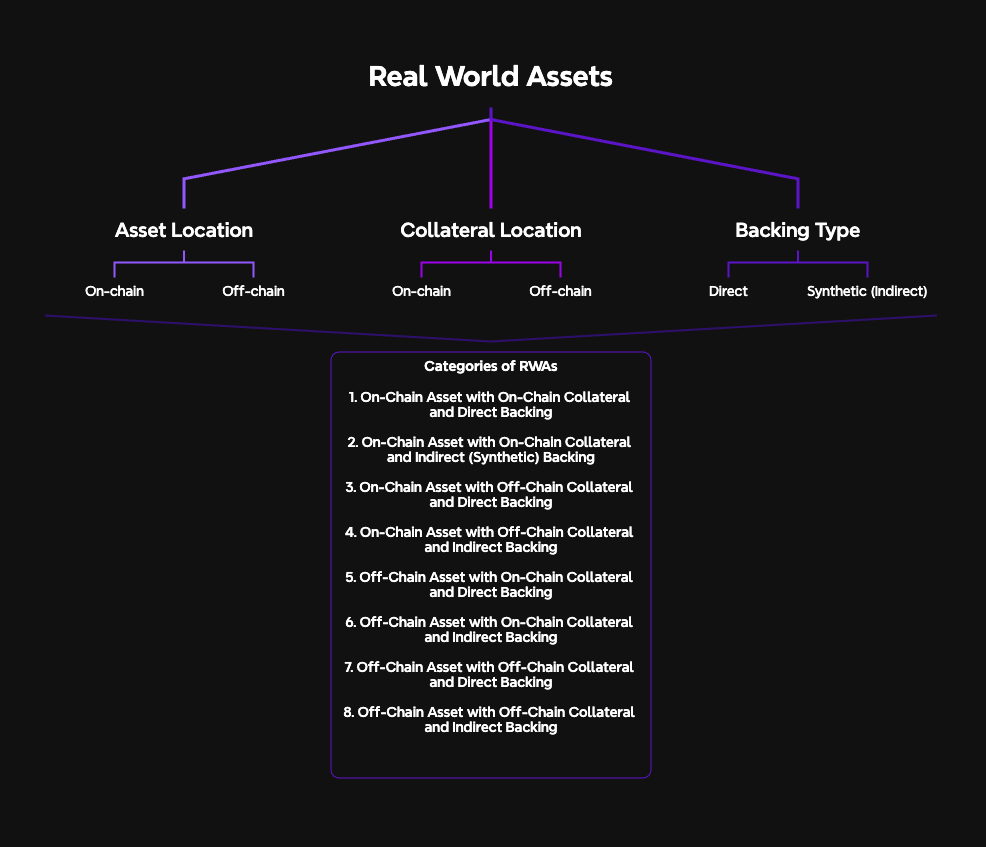 Real World Assets
Asset Location
Collateral Location
Backing Type
On-chain
Off-chain
On-chain
Off-chain
Direct
Synthetic (Indirect)
Categories of RWAs
1. On-Chain Asset with On-Chain Collateral
and Direct Backing
2. On-Chain Asset with On-Chain Collateral
and Indirect (Synthetic) Backing
3. On-Chain Asset with Off-Chain Collateral
and Direct Backing
4. On-Chain Asset with Off-Chain Collateral
and Indirect Backing
5. Off-Chain Asset with On-Chain Collateral
and Direct Backing
6. Off-Chain Asset with On-Chain Collateral
and Indirect Backing
7. Off-Chain Asset with Off-Chain Collateral
and Direct Backing
8. Off-Chain Asset with Off-Chain Collateral
and Indirect Backing